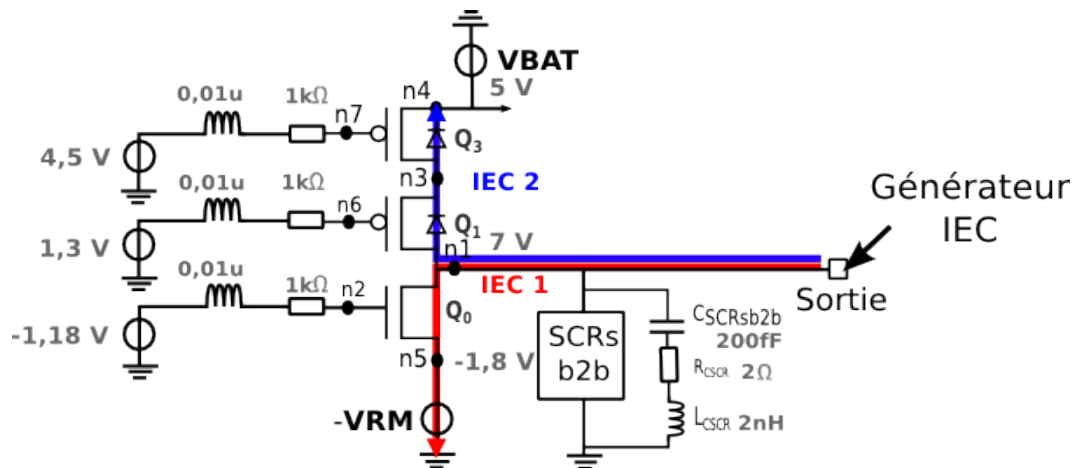 VBAT
5 V
n4
0,01u
1kΩ
n7
Q3
4,5 V
n3
IEC 2
0,01u
1kΩ
n6
Q1
7 V
1,3 V
n1
Générateur
IEC
0,01u
1kΩ
n2
IEC 1
Sortie
Q0
-1,18 V
n5
-1,8 V
SCRs
b2b
CSCRsb2b
200fF
RCSCR 2Ω
-VRM
LCSCR 2nH